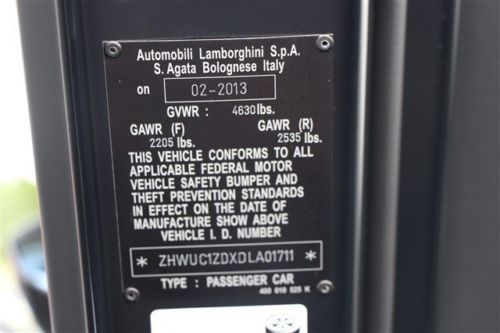 Automobili Lamborghini S.p.A.
S. Agata Bolognese Italy
on 02-2013
GVWR : 4630lbs.
GAWR (F) GAWR (R)
2205 lbs. 2535 lbs.
THIS VEHICLE CONFORMS TO ALL
APPLICABLE FEDERAL MOTOR
VEHICLE SAFETY BUMPER AND
THEFT PREVENTION STANDARDS
IN EFFECT ON THE DATE OF
MANUFACTURE SHOW ABOVE
VEHICLE I. D. NUMBER
* ZHWUC1ZDXDLA01711 *
TYPE : PASSENGER CAR